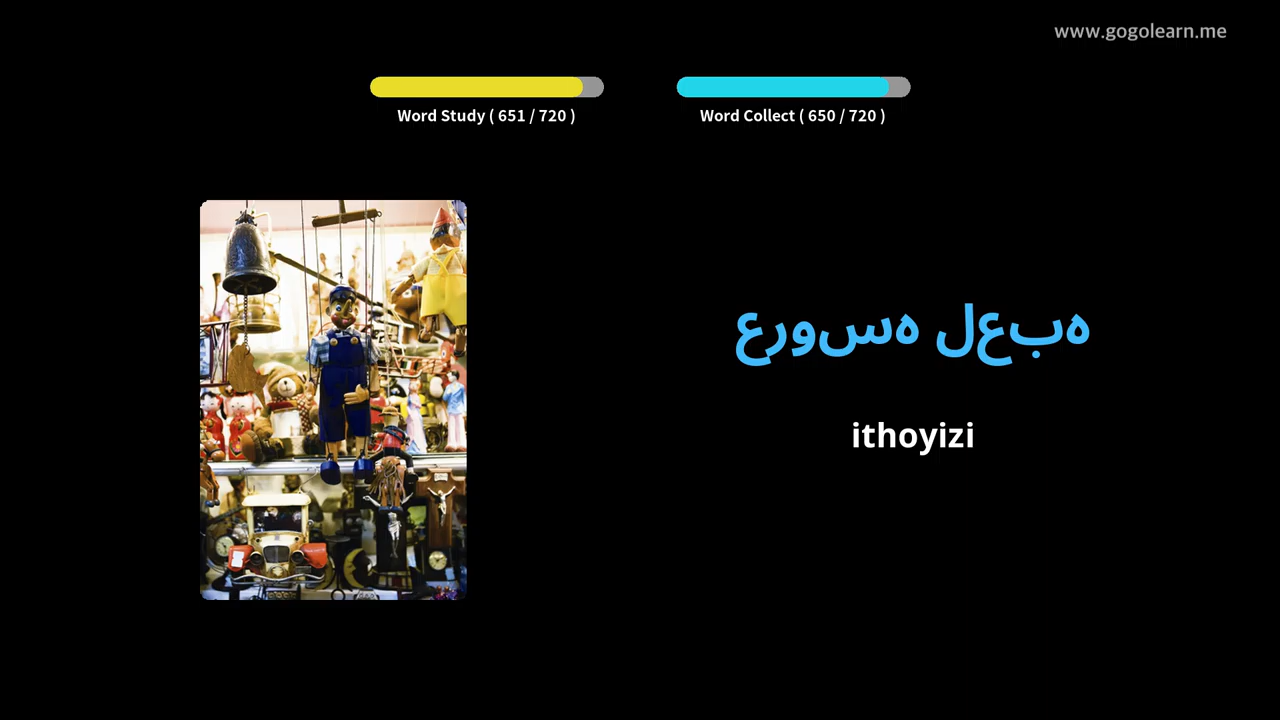 www.gogolearn.me
Word Study ( 651 / 720 )
Word Collect ( 650 / 720 )
عروسه لعبه
ithoyizi